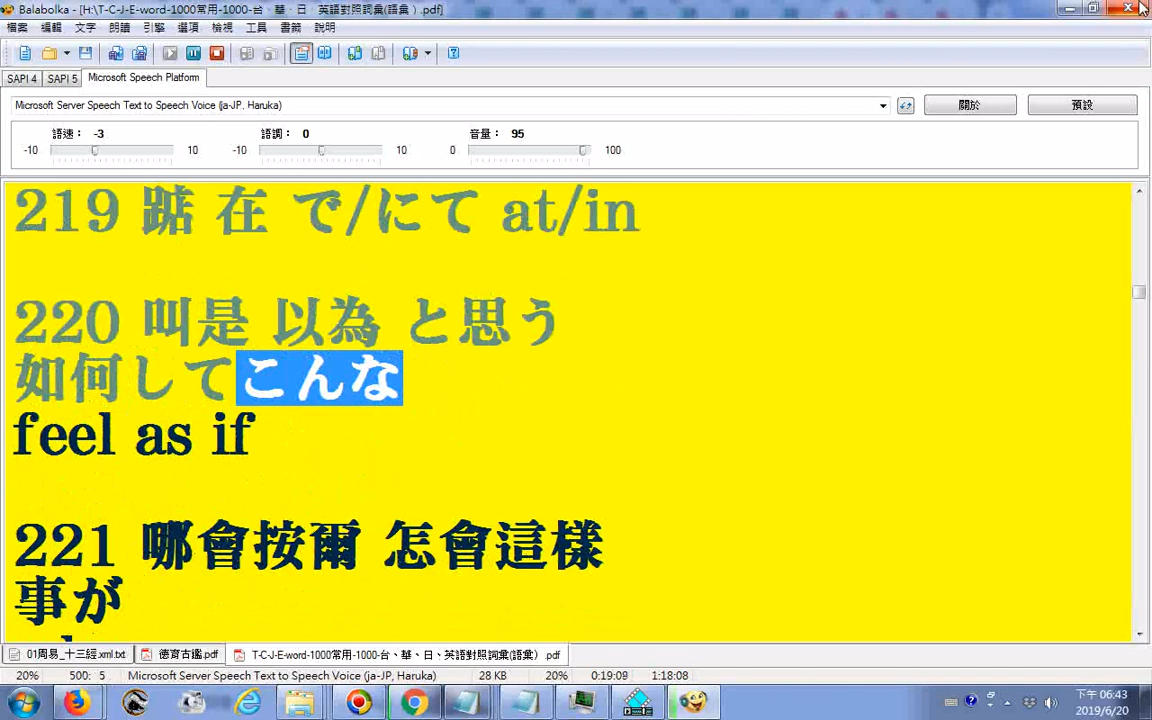 Balabolka - [H:\T-C-J-E-word-1000常用-1000-台、華、日、英語對照詞彙(語彙).pdf]
檔案 編輯 文字 朗讀 引擎 選項 檢視 工具 書籤 說明
SAPI 4 SAPI 5 Microsoft Speech Platform
Microsoft Server Speech Text to Speech Voice (ja-JP, Haruka) 關於 預設
語速: -3 語調: 0 音量: 95
-10 10 -10 10 0 100
219 踮 在 で/にて at/in
220 叫是 以為 と思う
如何してこんな
feel as if
221 哪會按爾 怎會這樣
事が
01周易_十三經.xml.txt 德育古鑑.pdf T-C-J-E-word-1000常用-1000-台、華、日、英語對照詞彙(語彙) .pdf
20% 500: 5 Microsoft Server Speech Text to Speech Voice (ja-JP, Haruka) 28 KB 20% 0:19:09 1:18:08
下午 06:43
2019/6/20